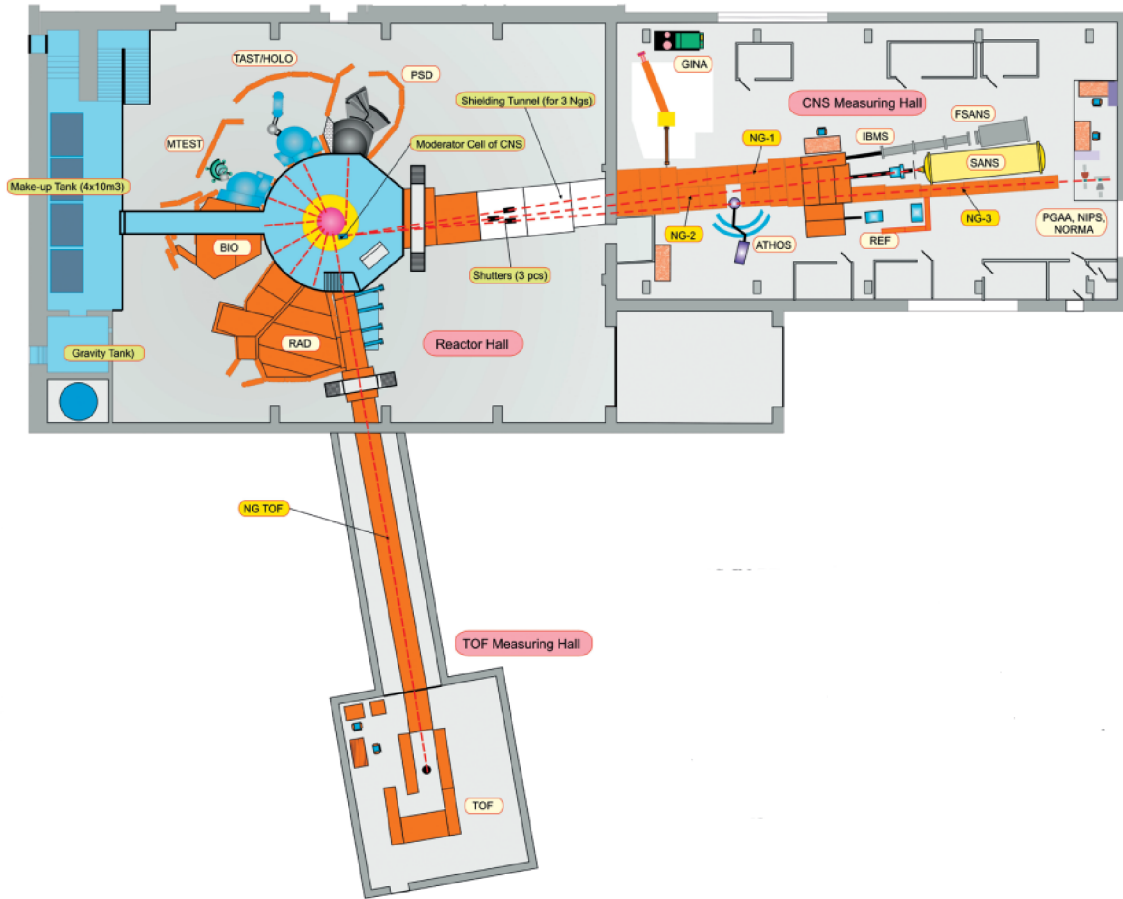 TAST/HOLO
PSD
GINA
Shielding Tunnel (for 3 Ngs)
CNS Measuring Hall
FSANS
MTEST
Moderator Cell of CNS
NG-1
IBMS
SANS
Make-up Tank (4x10m3)
NG-3
PGAA, NIPS,
NORMA
BIO
NG-2
ATHOS
REF
Shutters (3 pcs)
RAD
Reactor Hall
Gravity Tank)
NG TOF
TOF Measuring Hall
TOF